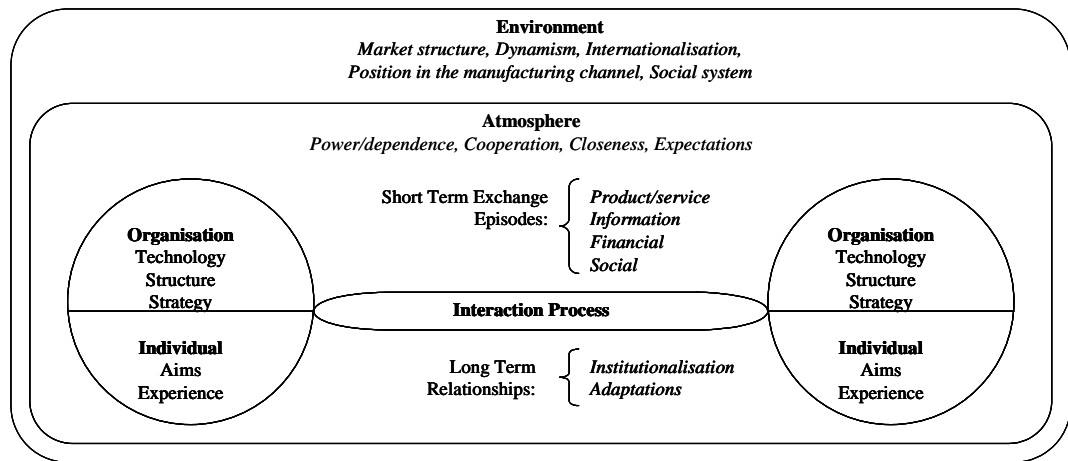 Environment
Market structure, Dynamism, Internationalisation,
Position in the manufacturing channel, Social system
Atmosphere
Power/dependence, Cooperation, Closeness, Expectations
Organisation
Technology
Structure
Strategy
Individual
Aims
Experience
Short Term Exchange
Episodes:
Product/service
Information
Financial
Social
Interaction Process
Long Term
Relationships:
Institutionalisation
Adaptations
Organisation
Technology
Structure
Strategy
Individual
Aims
Experience